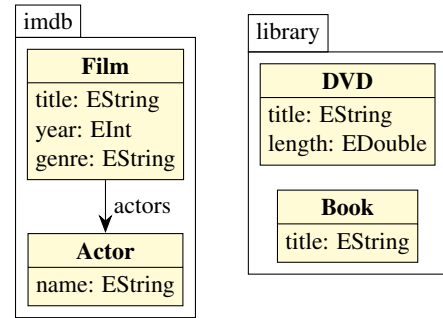 imdb
Film
title: EString
year: EInt
genre: EString
actors
Actor
name: EString
library
DVD
title: EString
length: EDouble
Book
title: EString